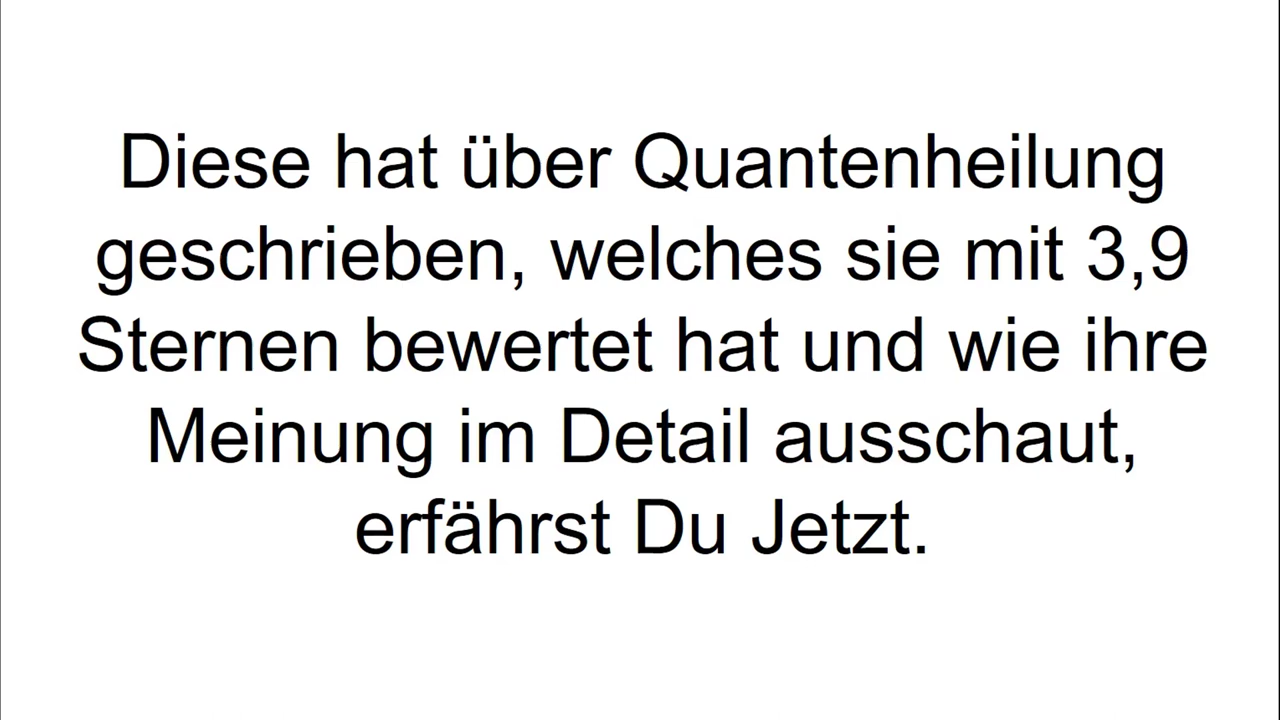 Diese hat über Quantenheilung
geschrieben, welches sie mit 3,9
Sternen bewertet hat und wie ihre
Meinung im Detail ausschaut,
erfährst Du Jetzt.